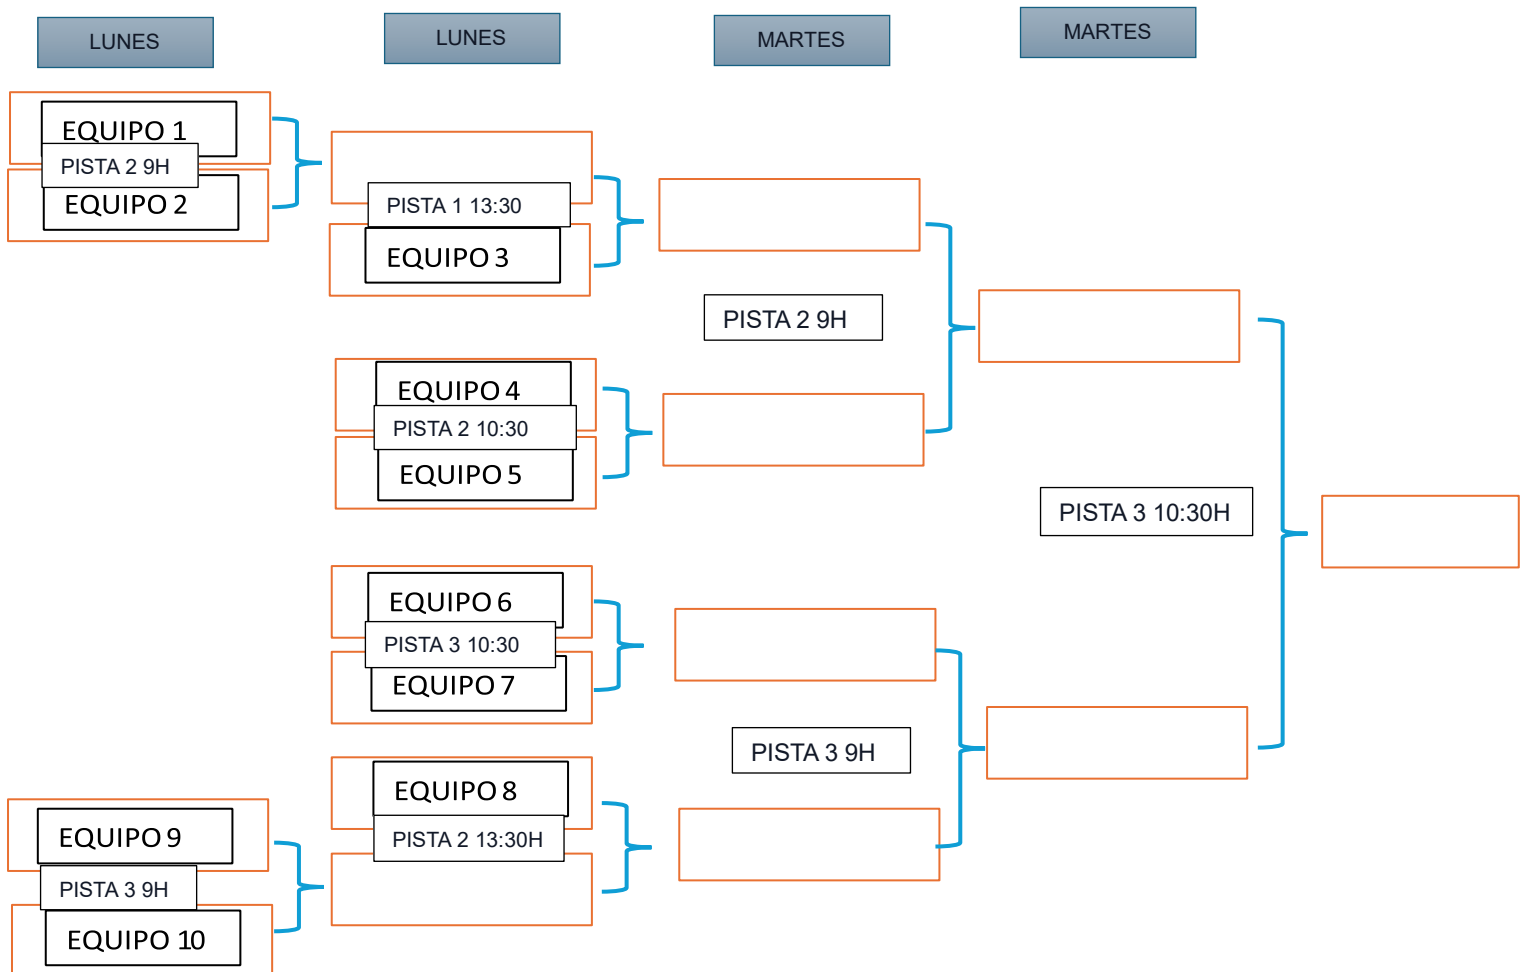 LUNES
LUNES
MARTES
MARTES
EQUIPO 1
PISTA 2 9H
EQUIPO 2
PISTA 1 13:30
EQUIPO 3
PISTA 2 9H
EQUIPO 4
PISTA 2 10:30
EQUIPO 5
PISTA 3 10:30H
EQUIPO 6
PISTA 3 10:30
EQUIPO 7
PISTA 3 9H
EQUIPO 8
PISTA 2 13:30H
EQUIPO 9
PISTA 3 9H
EQUIPO 10